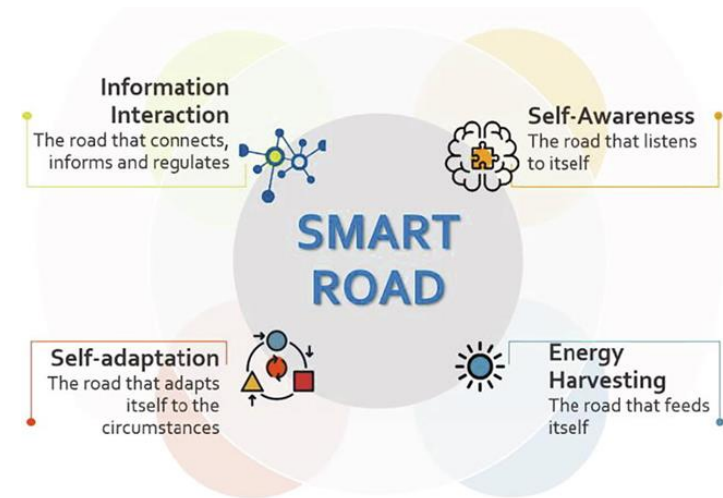 Information
Interaction
The road that connects,
informs and regulates
Self-Awareness
The road that listens
to itself
SMART
ROAD
Self-adaptation
The road that adapts
itself to the
circumstances
Energy
Harvesting
The road that feeds
itself